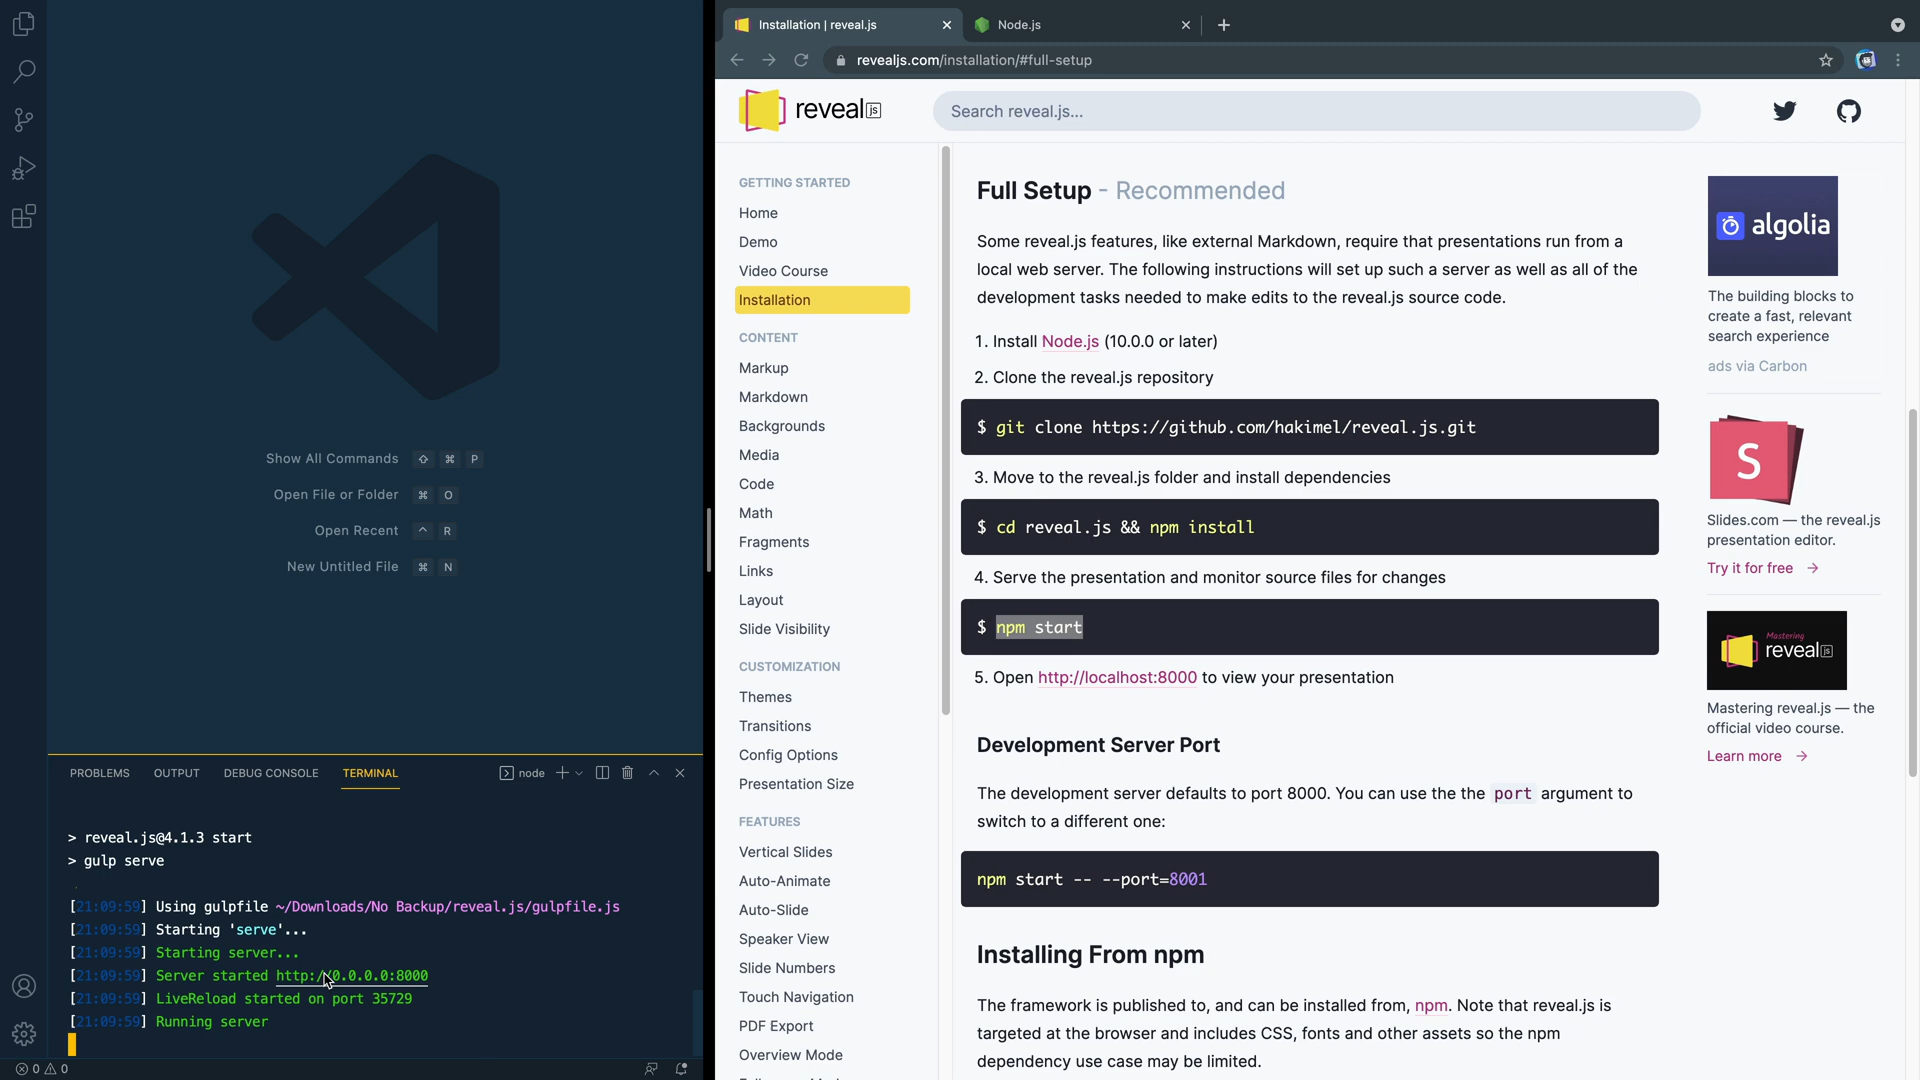 Show All Commands ⇧ ⌘ P
Open File or Folder ⌘ O
Open Recent ^ R
New Untitled File ⌘ N
PROBLEMS OUTPUT DEBUG CONSOLE TERMINAL node
> reveal.js@4.1.3 start
> gulp serve
[21:09:59] Using gulpfile ~/Downloads/No Backup/reveal.js/gulpfile.js
[21:09:59] Starting 'serve'...
[21:09:59] Starting server...
[21:09:59] Server started http://0.0.0.0:8000
[21:09:59] LiveReload started on port 35729
[21:09:59] Running server
0 0
Installation | reveal.js
Node.js
revealjs.com/installation/#full-setup
reveal js
Search reveal.js...
GETTING STARTED
Home
Demo
Video Course
Installation
CONTENT
Markup
Markdown
Backgrounds
Media
Code
Math
Fragments
Links
Layout
Slide Visibility
CUSTOMIZATION
Themes
Transitions
Config Options
Presentation Size
FEATURES
Vertical Slides
Auto-Animate
Auto-Slide
Speaker View
Slide Numbers
Touch Navigation
PDF Export
Overview Mode
Full Setup - Recommended
Some reveal.js features, like external Markdown, require that presentations run from a
local web server. The following instructions will set up such a server as well as all of the
development tasks needed to make edits to the reveal.js source code.
1. Install Node.js (10.0.0 or later)
2. Clone the reveal.js repository
$ git clone https://github.com/hakimel/reveal.js.git
3. Move to the reveal.js folder and install dependencies
$ cd reveal.js && npm install
4. Serve the presentation and monitor source files for changes
$ npm start
5. Open http://localhost:8000 to view your presentation
Development Server Port
The development server defaults to port 8000. You can use the the port argument to
switch to a different one:
npm start -- --port=8001
Installing From npm
The framework is published to, and can be installed from, npm. Note that reveal.js is
targeted at the browser and includes CSS, fonts and other assets so the npm
dependency use case may be limited.
algolia
The building blocks to
create a fast, relevant
search experience
ads via Carbon
S
Slides.com — the reveal.js
presentation editor.
Try it for free →
Mastering
reveal js
Mastering reveal.js — the
official video course.
Learn more →